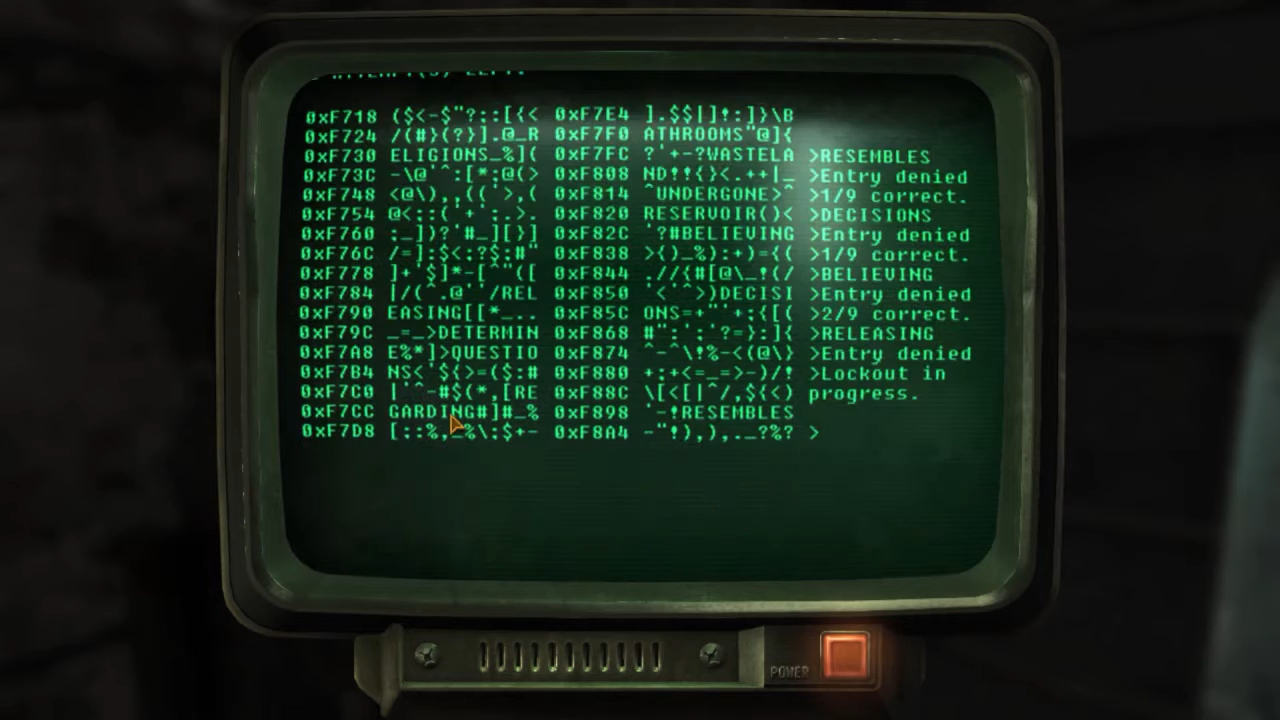 ATTEMPT(S) LEFT:
0xF718 ($<-$"?::[{< 0xF7E4 ].$$|]!:]}\B
0xF724 /(#}(?}].@_R 0xF7F0 ATHROOMS"@]{
0xF730 ELIGIONS_%]( 0xF7FC ?'+-?WASTELA >RESEMBLES
0xF73C -\@'^:[*;@(> 0xF808 ND!!{}<.++|_ >Entry denied
0xF748 <@\),,(('>,( 0xF814 ^UNDERGONE>^ >1/9 correct.
0xF754 @<;:('+';.>. 0xF820 RESERVOIR()< >DECISIONS
0xF760 ;_])?'#_][}] 0xF82C '?#BELIEVING >Entry denied
0xF76C /=]:$<:?$:#" 0xF838 >{)_%):+)={( >1/9 correct.
0xF778 ]+'$]*-[^"([ 0xF844 .//{#[@\_!(/ >BELIEVING
0xF784 |/(^.@''/REL 0xF850 '<'^>)DECISI >Entry denied
0xF790 EASING[[*_.. 0xF85C ONS=+"'+;{[( >2/9 correct.
0xF79C _=_>DETERMIN 0xF868 #":';'?=}:]{ >RELEASING
0xF7A8 E%*]>QUESTIO 0xF874 ^-^\!%-<(@\} >Entry denied
0xF7B4 NS<'${>=($:# 0xF880 +;+<=_=>-)/! >Lockout in
0xF7C0 |'^-#$(*,[RE 0xF88C \[<[|^/,${<) progress.
0xF7CC GARDING#]#_% 0xF898 '-!RESEMBLES
0xF7D8 [::%,_%\:$+- 0xF8A4 -"!),),._?%? >
POWER